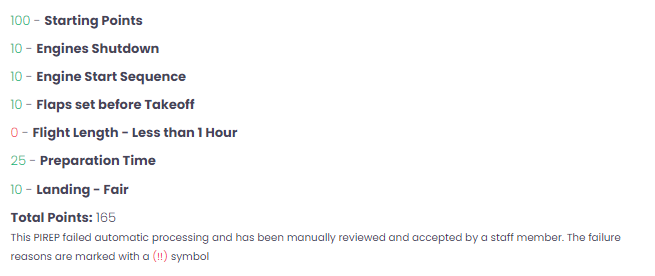 100 - Starting Points
10 - Engines Shutdown
10 - Engine Start Sequence
10 - Flaps set before Takeoff
0 - Flight Length - Less than 1 Hour
25 - Preparation Time
10 - Landing - Fair
Total Points: 165
This PIREP failed automatic processing and has been manually reviewed and accepted by a staff member. The failure
reasons are marked with a (!!) symbol